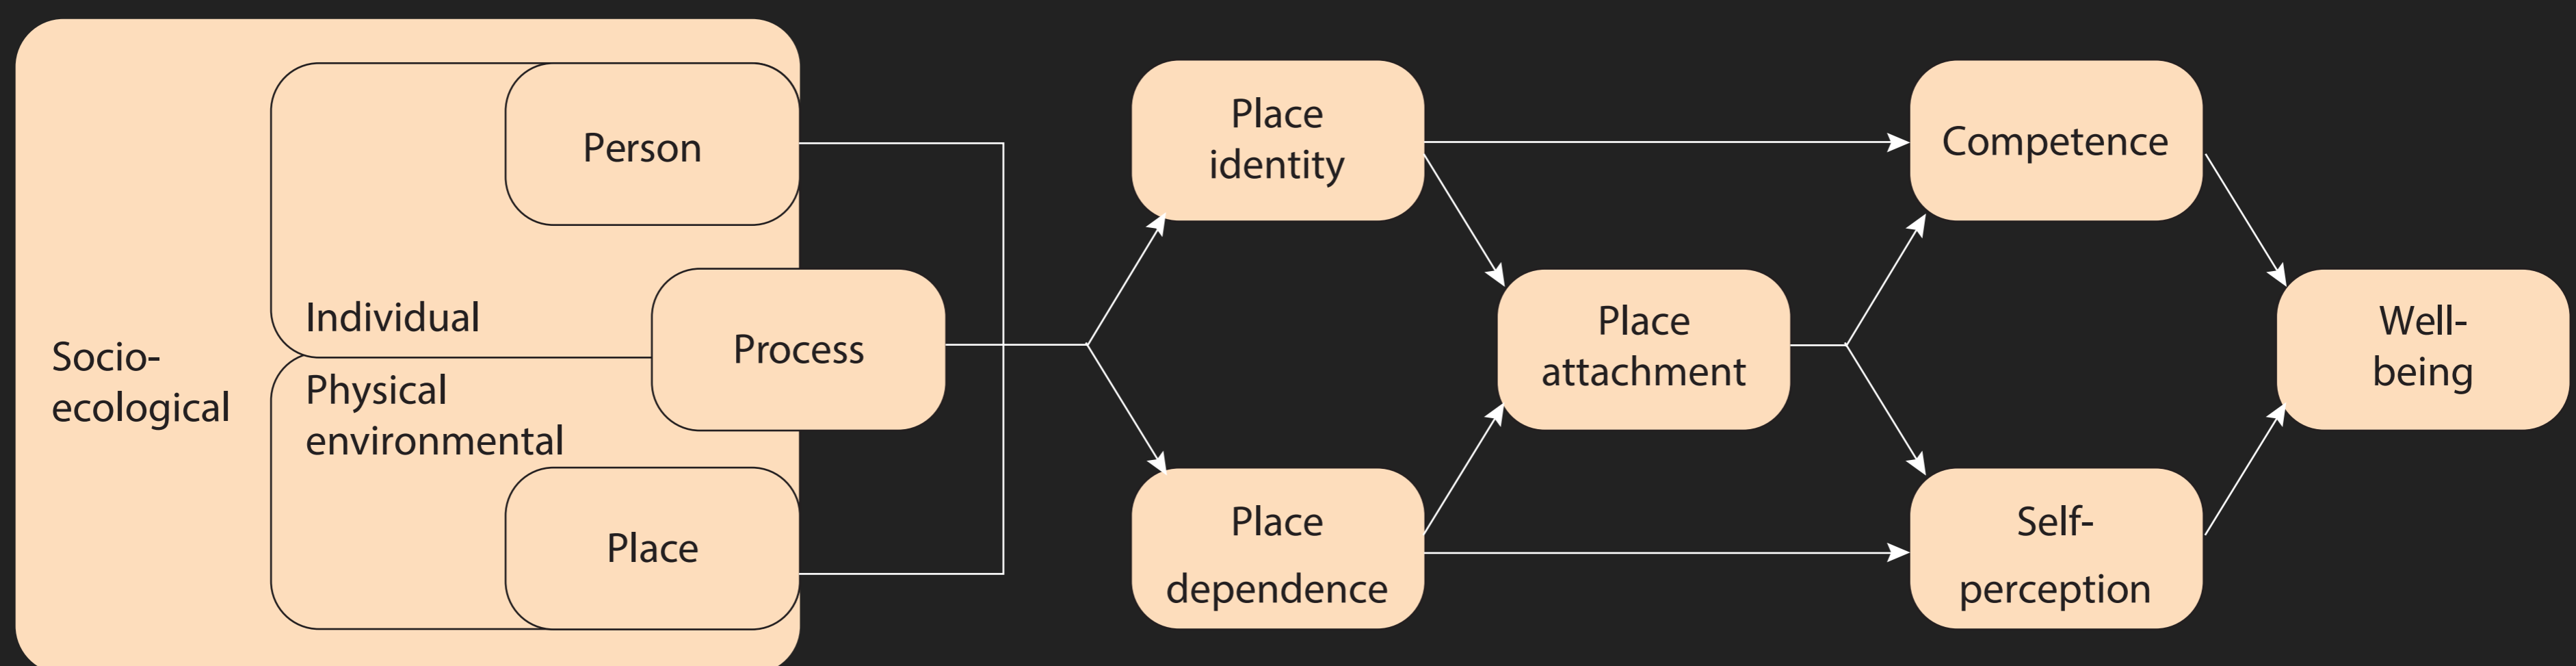 Socio-
ecological
Individual
Physical
environmental
Person
Process
Place
Place
identity
Place
dependence
Place
attachment
Competence
Self-
perception
Well-
being